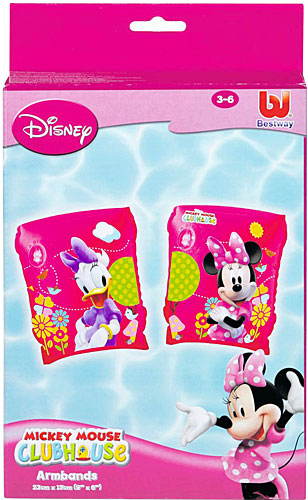 Disney
3-6
Bestway
MICKEY MOUSE
CLUBHOUSE
MICKEY MOUSE
CLUBHOUSE
Armbands
23cm x 15cm (9" x 6")